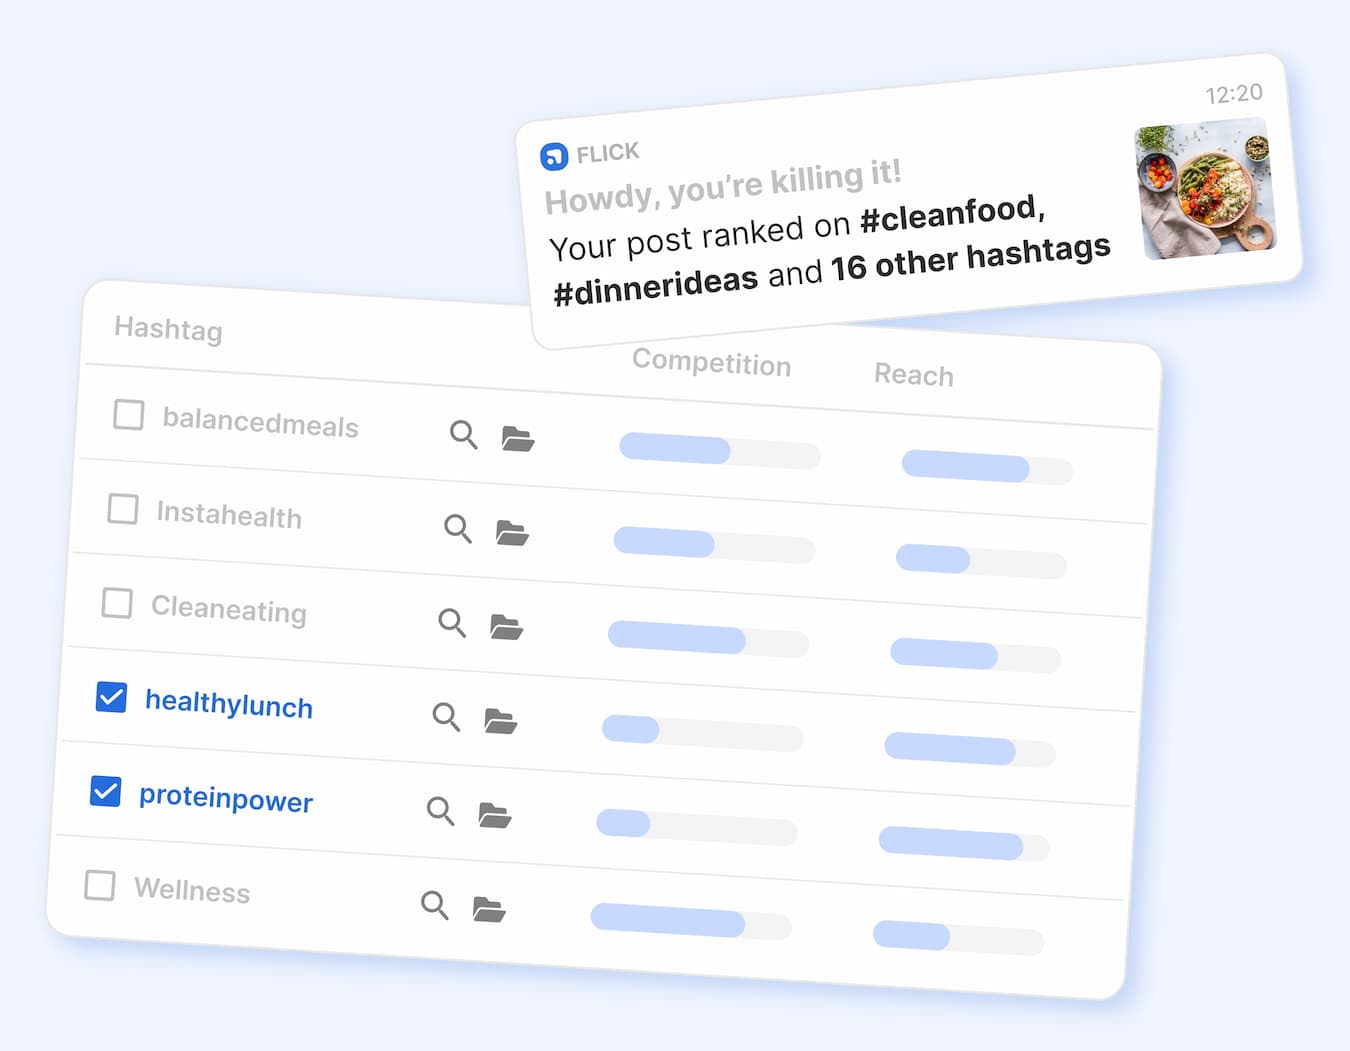 12:20
FLICK
Howdy, you’re killing it!
Your post ranked on #cleanfood,
#dinnerideas and 16 other hashtags
Hashtag Competition Reach
balancedmeals
Instahealth
Cleaneating
healthylunch
proteinpower
Wellness